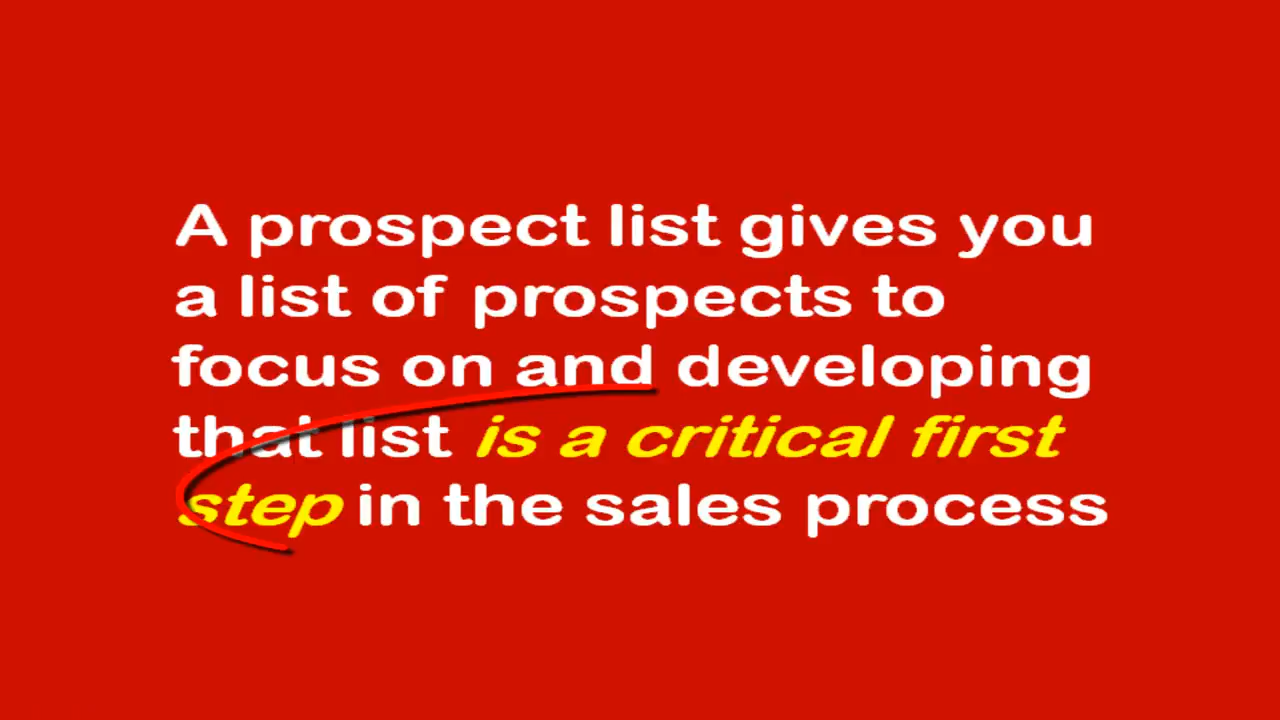 A prospect list gives you
a list of prospects to
focus on and developing
that list is a critical first
step in the sales process